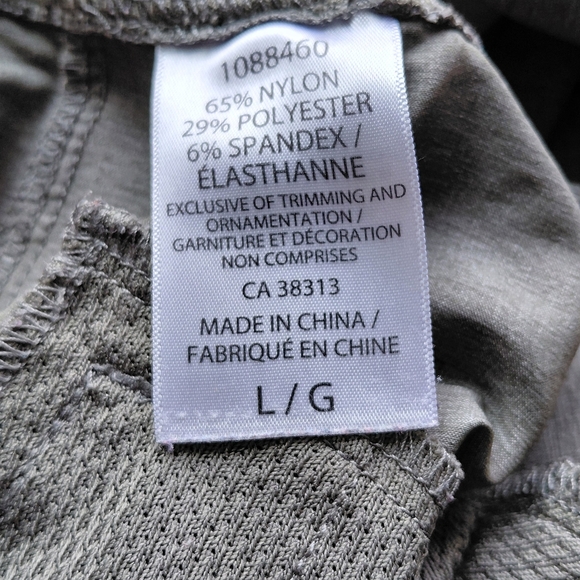 1088460
65% NYLON
29% POLYESTER
6% SPANDEX /
ÉLASTHANNE
EXCLUSIVE OF TRIMMING AND
ORNAMENTATION /
GARNITURE ET DÉCORATION
NON COMPRISES
CA 38313
MADE IN CHINA /
FABRIQUÉ EN CHINE
L / G